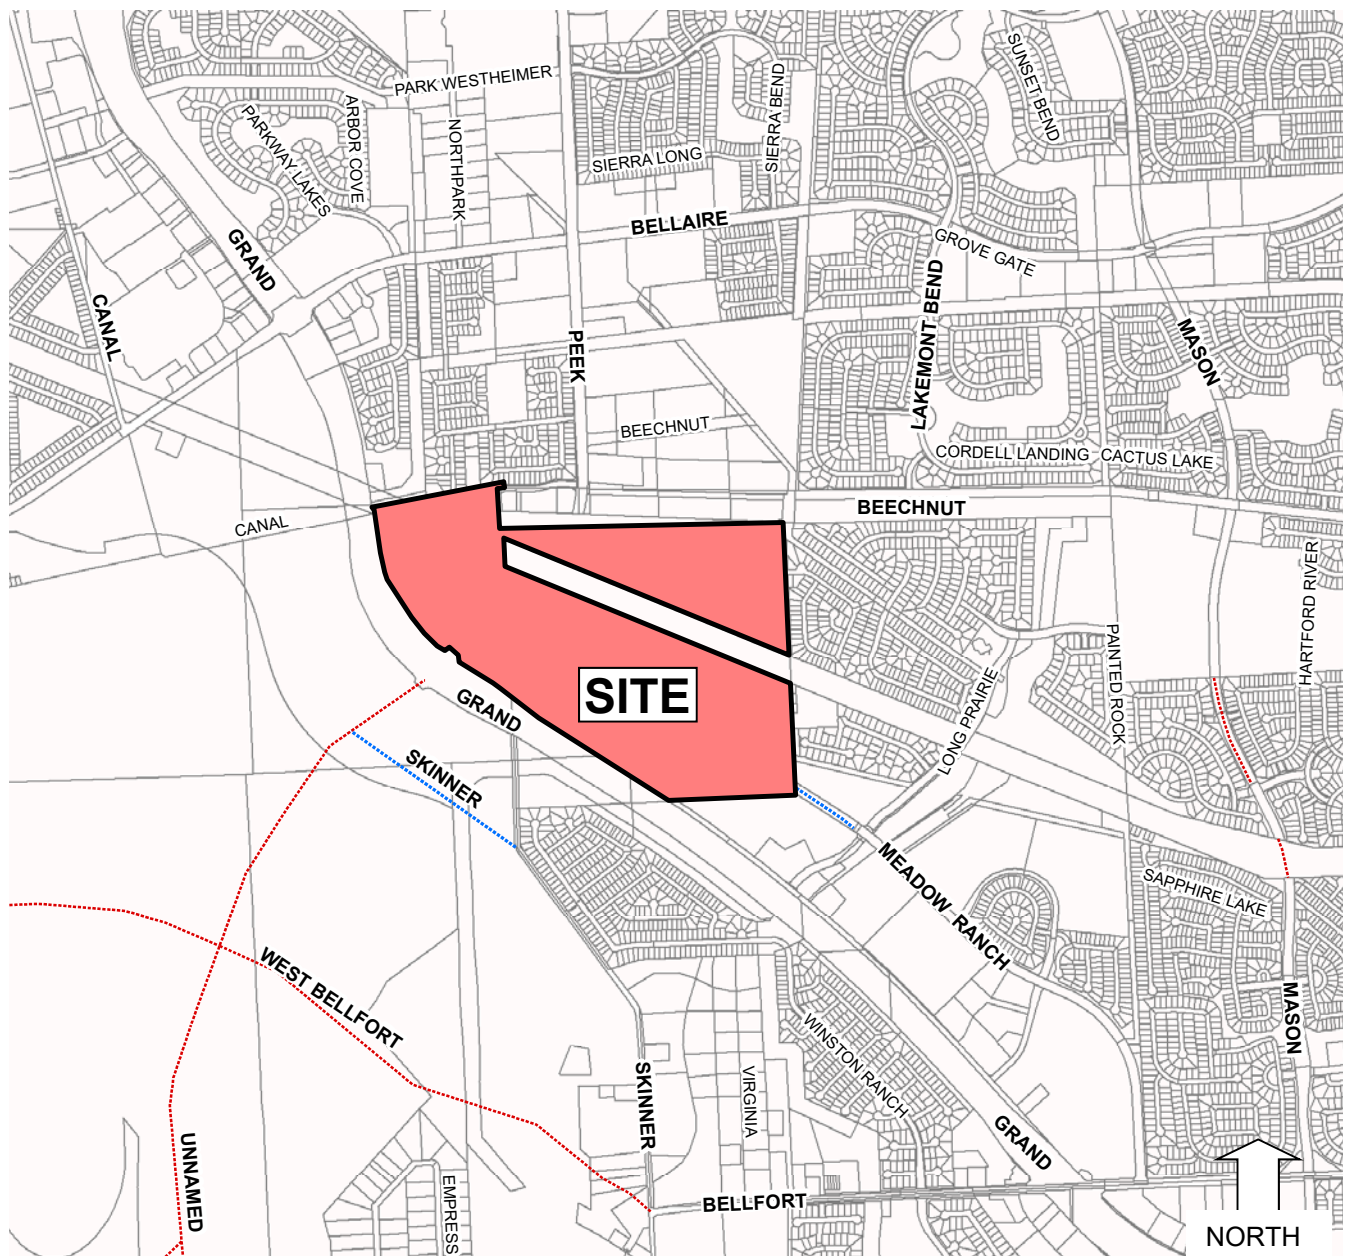 SUNSET BEND
PARK WESTHEIMER
SIERRA BEND
ARBOR COVE
PARKWAY LAKES
NORTHPARK
SIERRA LONG
BELLAIRE
GRAND
GROVE GATE
CANAL
LAKEMONT BEND
PEEK
MASON
BEECHNUT
CORDELL LANDING
CACTUS LAKE
BEECHNUT
CANAL
HARTFORD RIVER
PAINTED ROCK
SITE
LONG PRAIRIE
GRAND
SKINNER
MEADOW RANCH
SAPPHIRE LAKE
WEST BELLFORT
MASON
WINSTON RANCH
SKINNER
VIRGINIA
GRAND
UNNAMED
EMPRESS
BELLFORT
NORTH